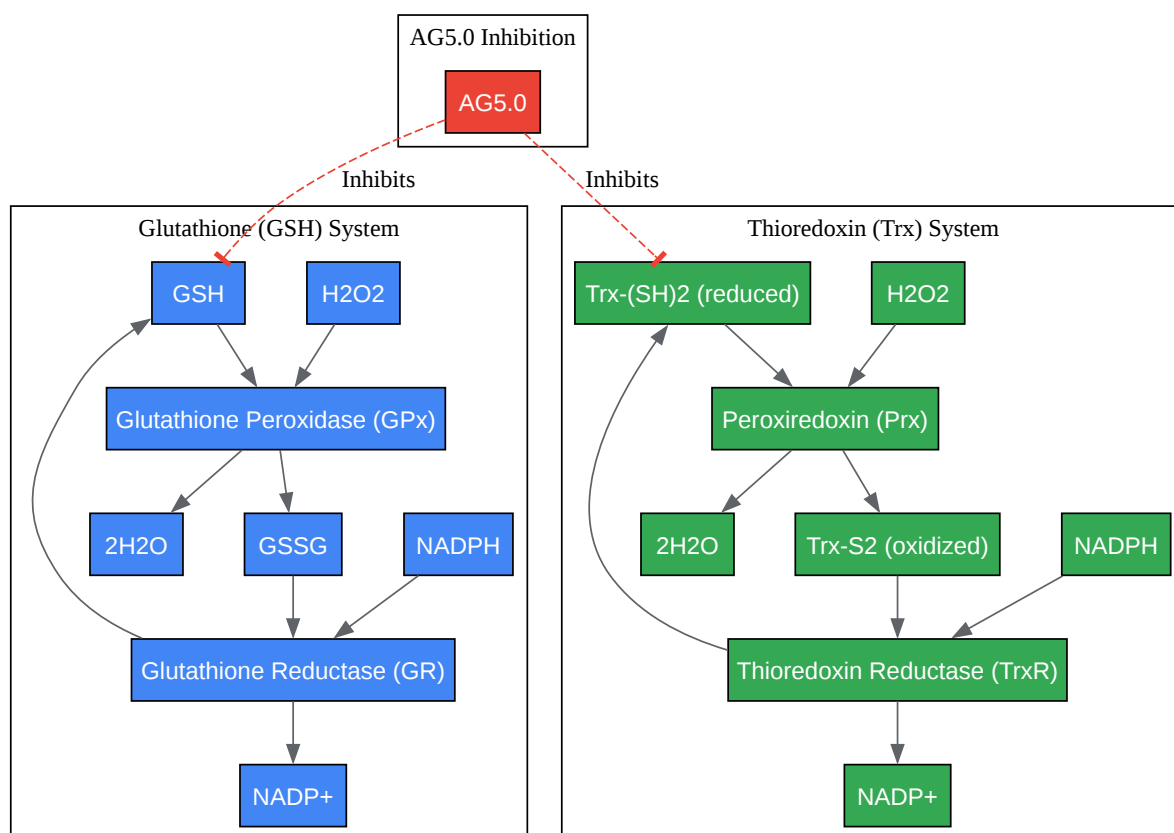 AG5.0 Inhibition
AG5.0
Inhibits
Inhibits
Glutathione (GSH) System
GSH
H2O2
Glutathione Peroxidase (GPx)
2H2O
GSSG
NADPH
Glutathione Reductase (GR)
NADP+
Thioredoxin (Trx) System
Trx-(SH)2 (reduced)
H2O2
Peroxiredoxin (Prx)
2H2O
Trx-S2 (oxidized)
NADPH
Thioredoxin Reductase (TrxR)
NADP+